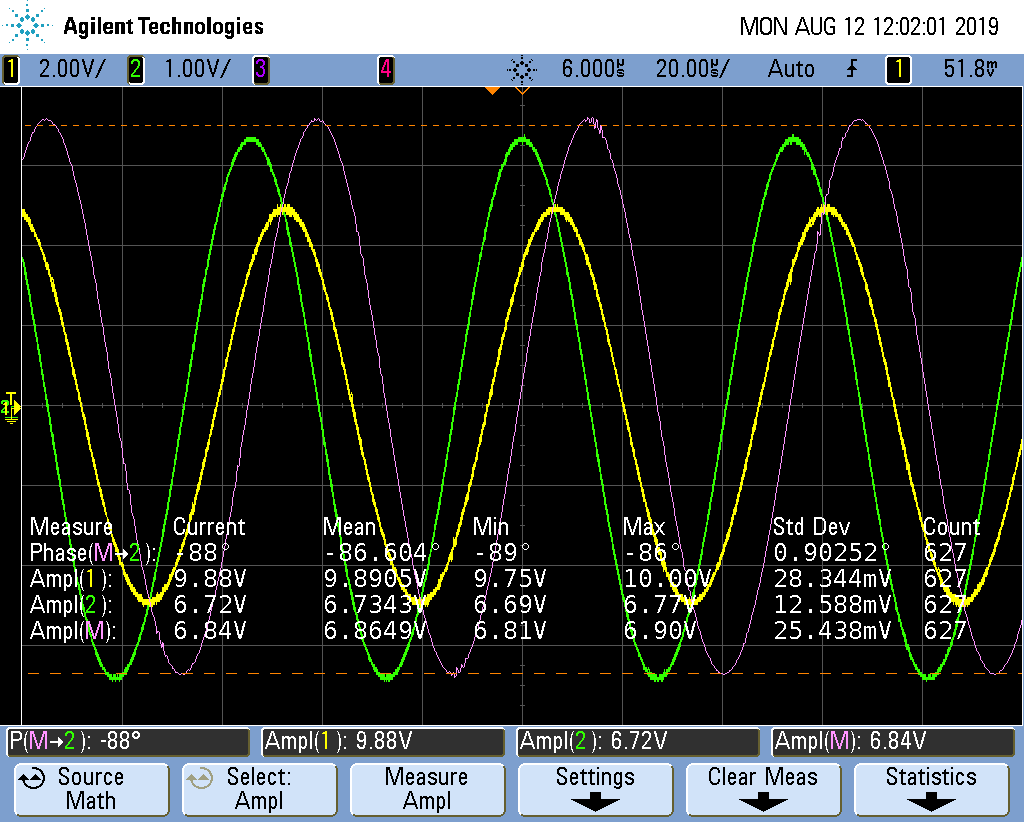 Agilent Technologies MON AUG 12 12:02:01 2019
1 2.00V/ 2 1.00V/ 3 4 6.000µs 20.00µs/ Auto 1 51.8mV
Measure Current Mean Min Max Std Dev Count
Phase(M→2): -88° -86.604° -89° -86° 0.90252° 627
Ampl(1): 9.88V 9.8905V 9.75V 10.00V 28.344mV 627
Ampl(2): 6.72V 6.7343V 6.69V 6.77V 12.588mV 627
Ampl(M): 6.84V 6.8649V 6.81V 6.90V 25.438mV 627
P(M→2): -88° Ampl(1): 9.88V Ampl(2): 6.72V Ampl(M): 6.84V
Source Select: Measure Settings Clear Meas Statistics
Math Ampl Ampl